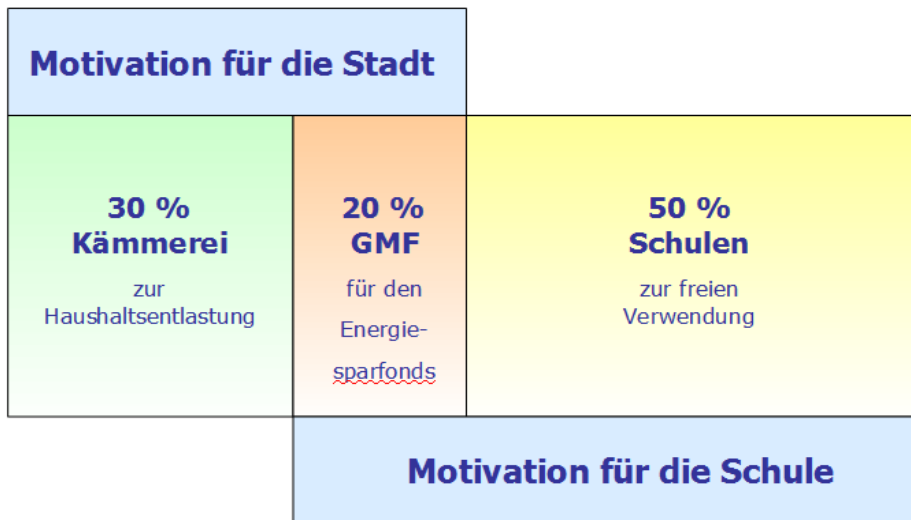 Motivation für die Stadt
30 %
Kämmerei
zur
Haushaltsentlastung
20 %
GMF
für den
Energie-
sparfonds
50 %
Schulen
zur freien
Verwendung
Motivation für die Schule